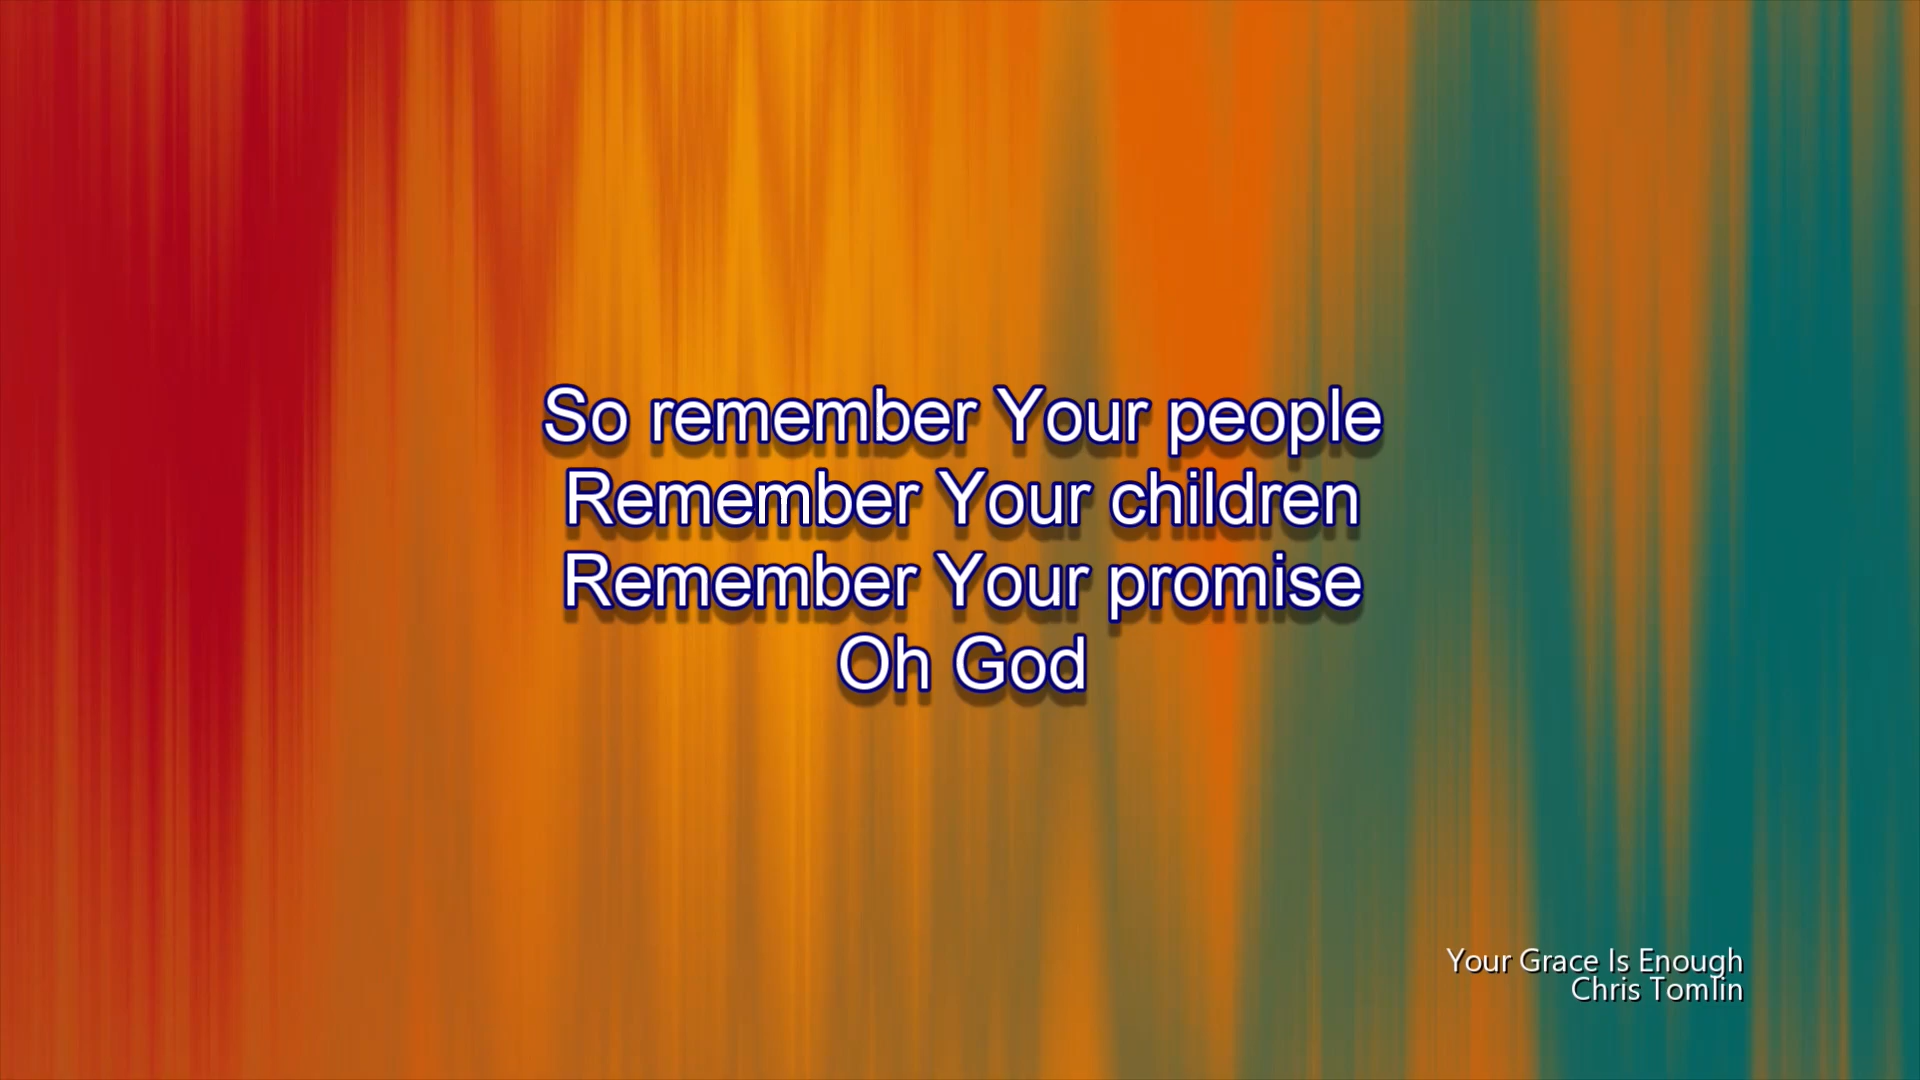 So remember Your people
Remember Your children
Remember Your promise
Oh God
Your Grace Is Enough
Chris Tomlin